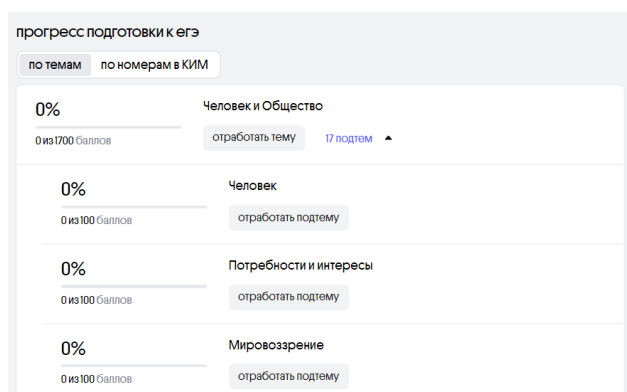 прогресс подготовки к егэ
по темам по номерам в КИМ
0% Человек и Общество
0 из 1700 баллов отработать тему 17 подтем
0% Человек
0 из 100 баллов отработать подтему
0% Потребности и интересы
0 из 100 баллов отработать подтему
0% Мировоззрение
0 из 100 баллов отработать подтему